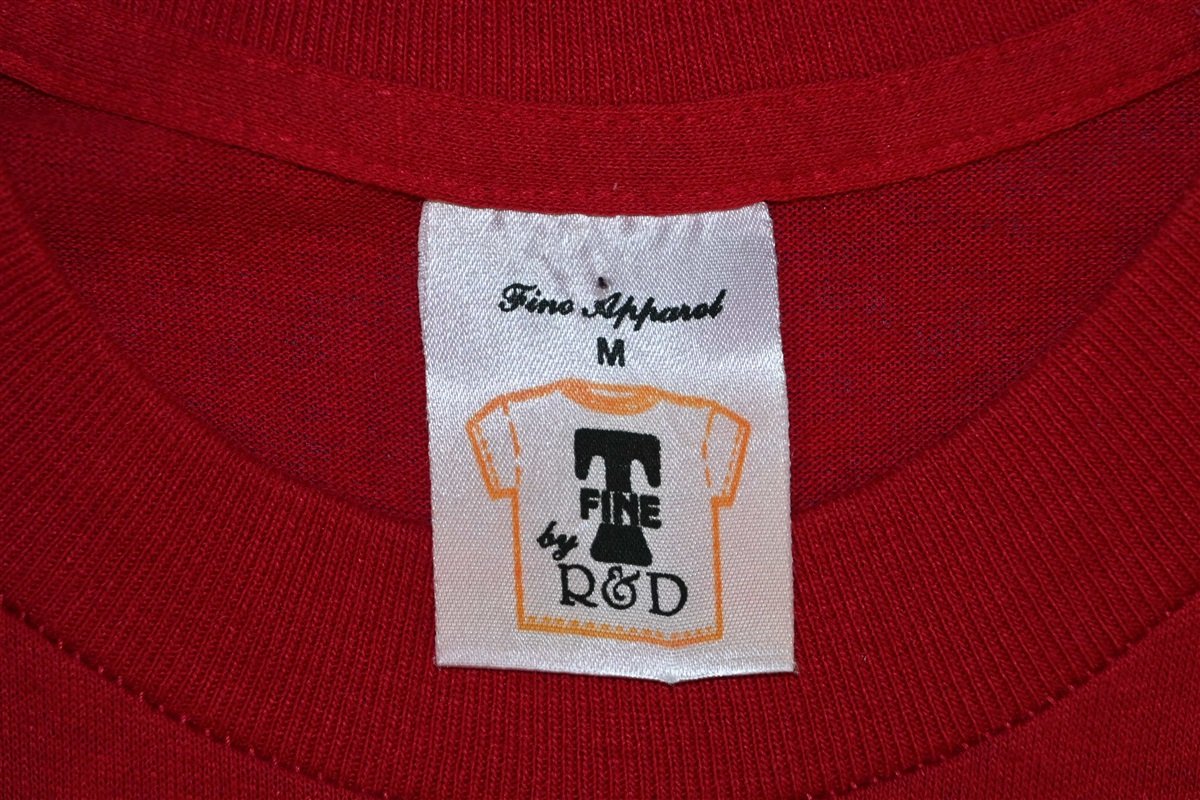 Fine Apparel
M
T
FINE
by
R&D